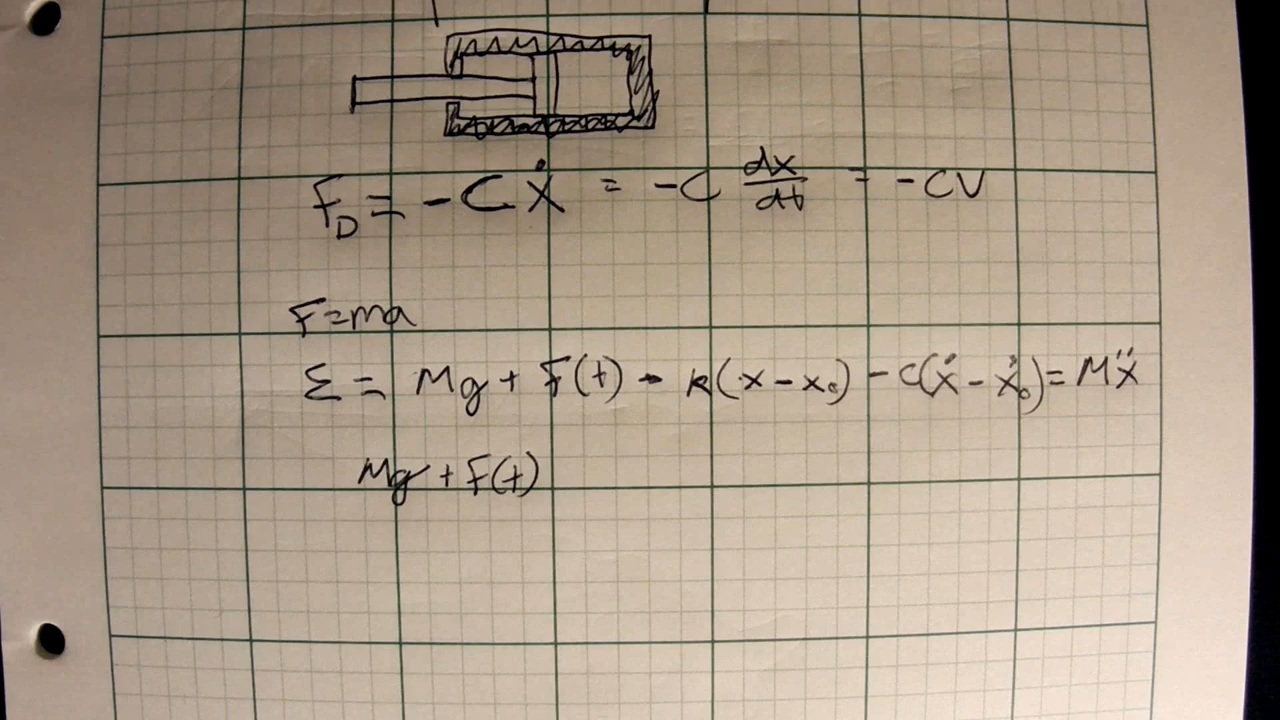 F_D = -Cẋ = -C dx/dt = -CV
F=ma
Σ = Mg + F(t) - k(x - x₀) - C(ẋ - ẋ₀) = Mẍ
Mg + F(t)